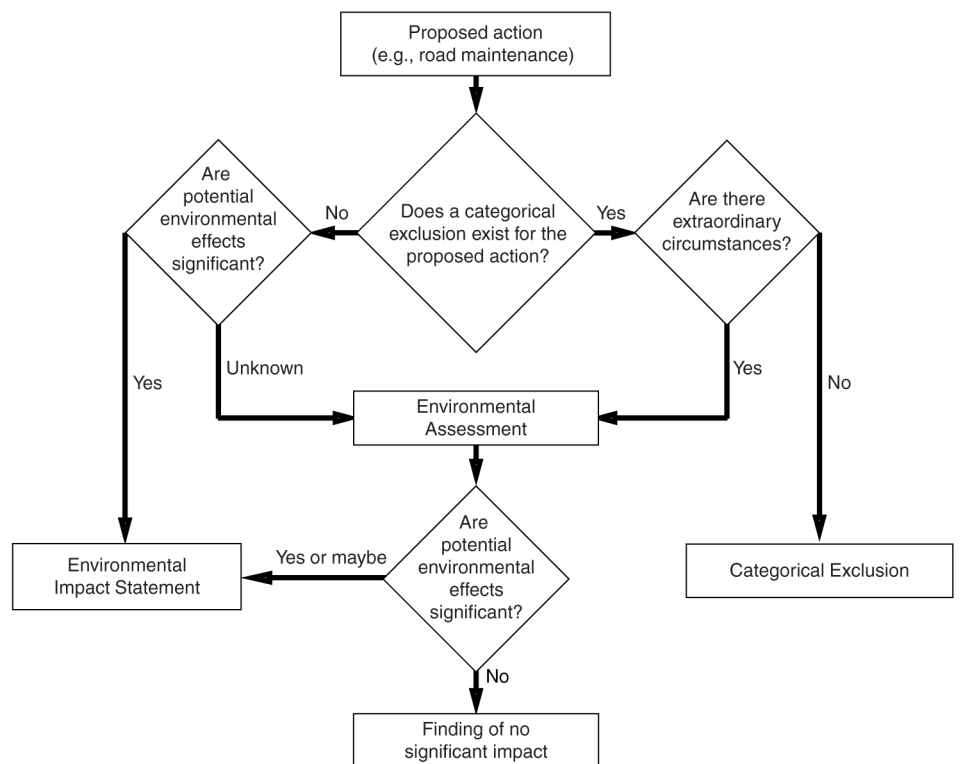 Proposed action
(e.g., road maintenance)
Are
potential
environmental
effects
significant?
No
Does a categorical
exclusion exist for the
proposed action?
Yes
Are there
extraordinary
circumstances?
Yes
Unknown
Yes
No
Environmental
Assessment
Environmental
Impact Statement
Yes or maybe
Are
potential
environmental
effects
significant?
Categorical Exclusion
No
Finding of no
significant impact